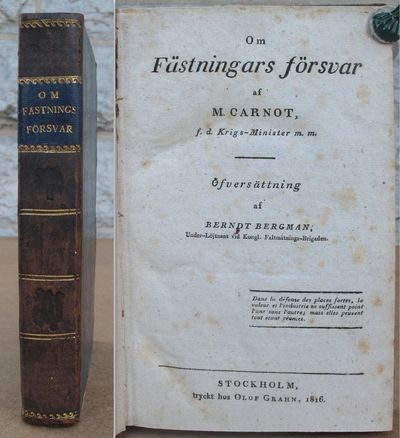 OM
FÄSTNINGS
FÖRSVAR
Om
Fästningars försvar
af
M. CARNOT,
f. d. Krigs-Minister m. m.
Öfversättning
af
BERNDT BERGMAN,
Under-Löjtnant vid Kongl. Fältmätnings-Brigaden.
Dans la défense des places fortes, la
valeur et l'industrie ne suffisent point
l'une sans l'autre; mais elles peuvent
tout étant réunies.
STOCKHOLM,
tryckt hos OLOF GRAHN, 1816.